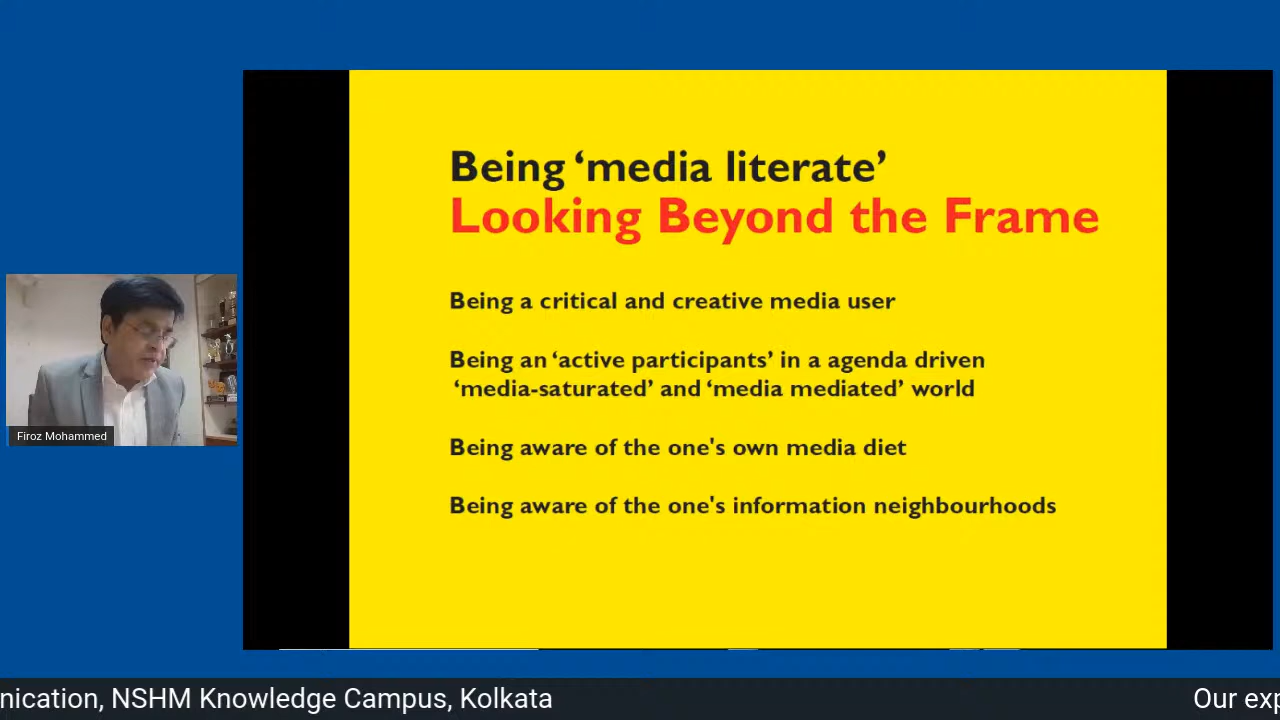 Being ‘media literate’
Looking Beyond the Frame
Being a critical and creative media user
Being an ‘active participants’ in a agenda driven
‘media-saturated’ and ‘media mediated’ world
Being aware of the one's own media diet
Being aware of the one's information neighbourhoods
Firoz Mohammed
nication, NSHM Knowledge Campus, Kolkata
Our exp